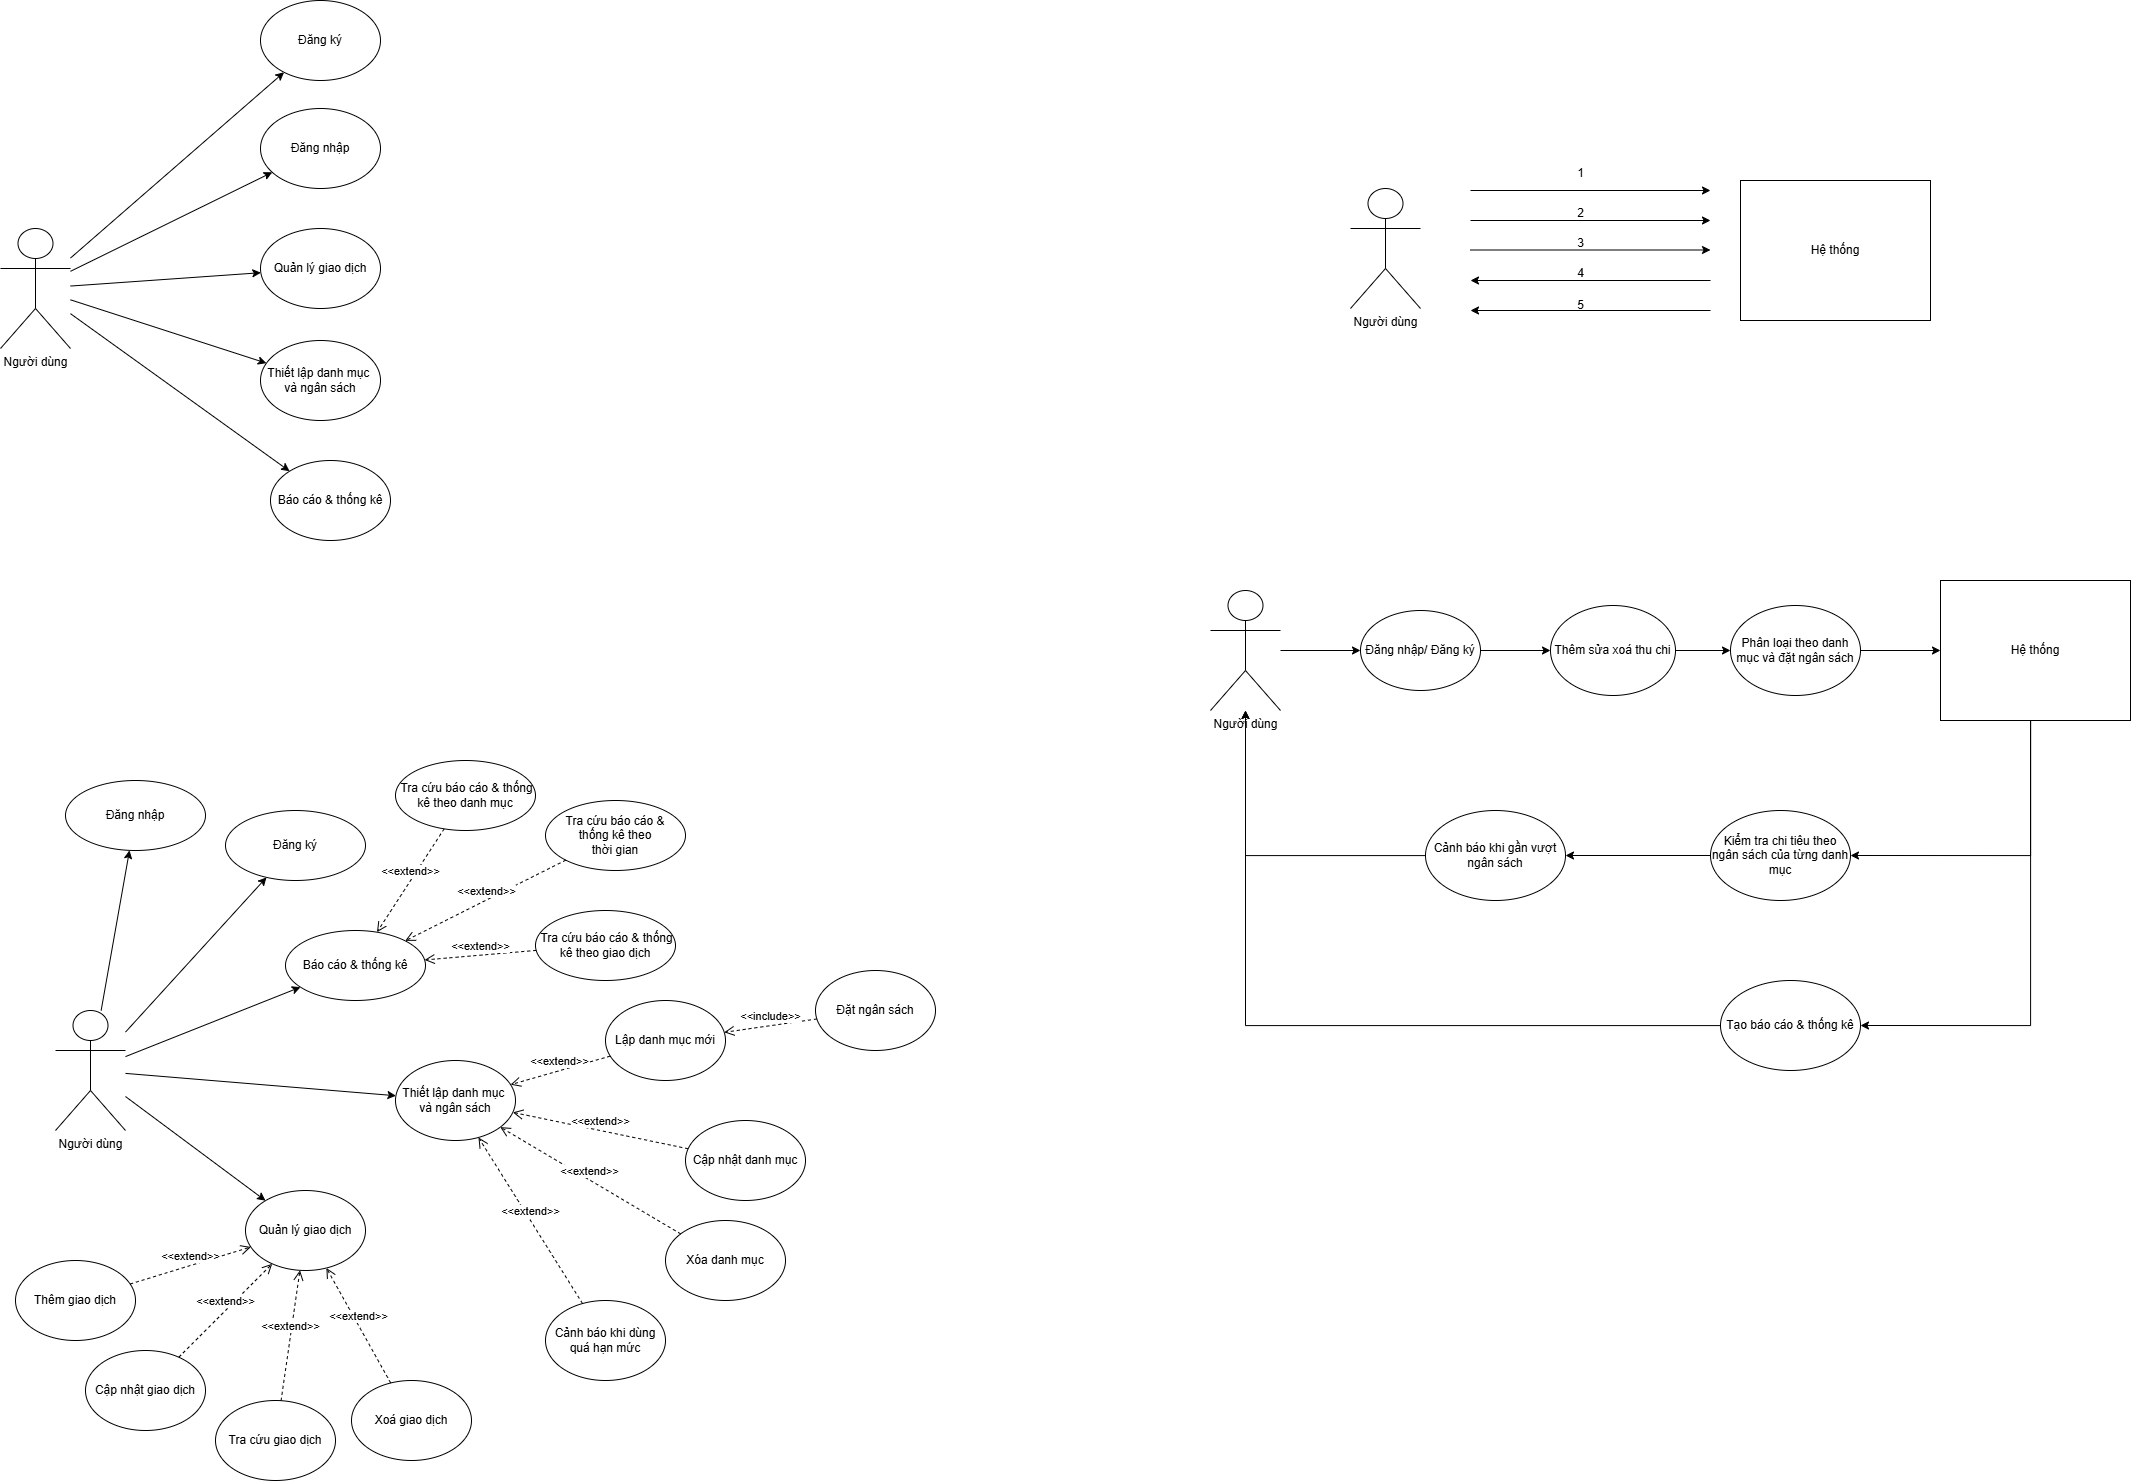 Đăng ký
Đăng nhập
Quản lý giao dịch
Thiết lập danh mục
và ngân sách
Báo cáo & thống kê
Người dùng
1
2
3
4
5
Người dùng
Hệ thống
Người dùng
Đăng nhập/ Đăng ký
Thêm sửa xoá thu chi
Phân loại theo danh
mục và đặt ngân sách
Hệ thống
Cảnh báo khi gần vượt
ngân sách
Kiểm tra chi tiêu theo
ngân sách của từng danh
mục
Tạo báo cáo & thống kê
Đăng nhập
Đăng ký
Tra cứu báo cáo & thống
kê theo danh mục
Tra cứu báo cáo &
thống kê theo
thời gian
<<extend>>
<<extend>>
Tra cứu báo cáo & thống
kê theo giao dịch
<<extend>>
Báo cáo & thống kê
Đặt ngân sách
<<include>>
Lập danh mục mới
<<extend>>
Thiết lập danh mục
và ngân sách
<<extend>>
Cập nhật danh mục
<<extend>>
Xóa danh mục
<<extend>>
Cảnh báo khi dùng
quá hạn mức
Người dùng
Quản lý giao dịch
<<extend>>
Thêm giao dịch
<<extend>>
Cập nhật giao dịch
<<extend>>
Tra cứu giao dịch
<<extend>>
Xoá giao dịch